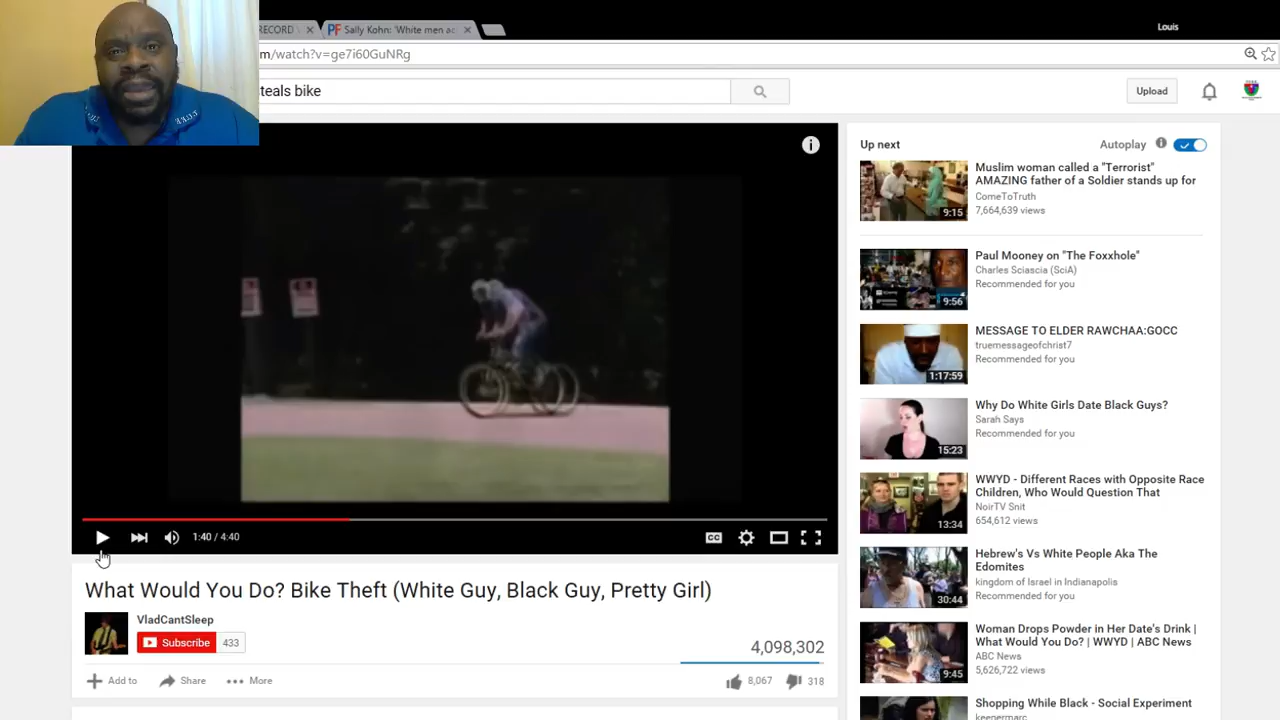 RECORD
Sally Kohn: 'White men ac
Louis
m/watch?v=ge7i60GuNRg
teals bike
Upload
Up next
Autoplay
Muslim woman called a "Terrorist"
AMAZING father of a Soldier stands up for
ComeToTruth
7,664,639 views
9:15
Paul Mooney on "The Foxxhole"
Charles Sciascia (SciA)
Recommended for you
9:56
MESSAGE TO ELDER RAWCHAA:GOCC
truemessageofchrist7
Recommended for you
1:17:59
Why Do White Girls Date Black Guys?
Sarah Says
Recommended for you
15:23
WWYD - Different Races with Opposite Race
Children, Who Would Question That
NoirTV Snit
654,612 views
13:34
Hebrew's Vs White People Aka The
Edomites
kingdom of Israel in Indianapolis
Recommended for you
30:44
Woman Drops Powder in Her Date's Drink |
What Would You Do? | WWYD | ABC News
ABC News
5,626,722 views
9:45
Shopping While Black - Social Experiment
keepermarc
1:40 / 4:40
CC
What Would You Do? Bike Theft (White Guy, Black Guy, Pretty Girl)
VladCantSleep
Subscribe 433
4,098,302
Add to Share More
8,067 318